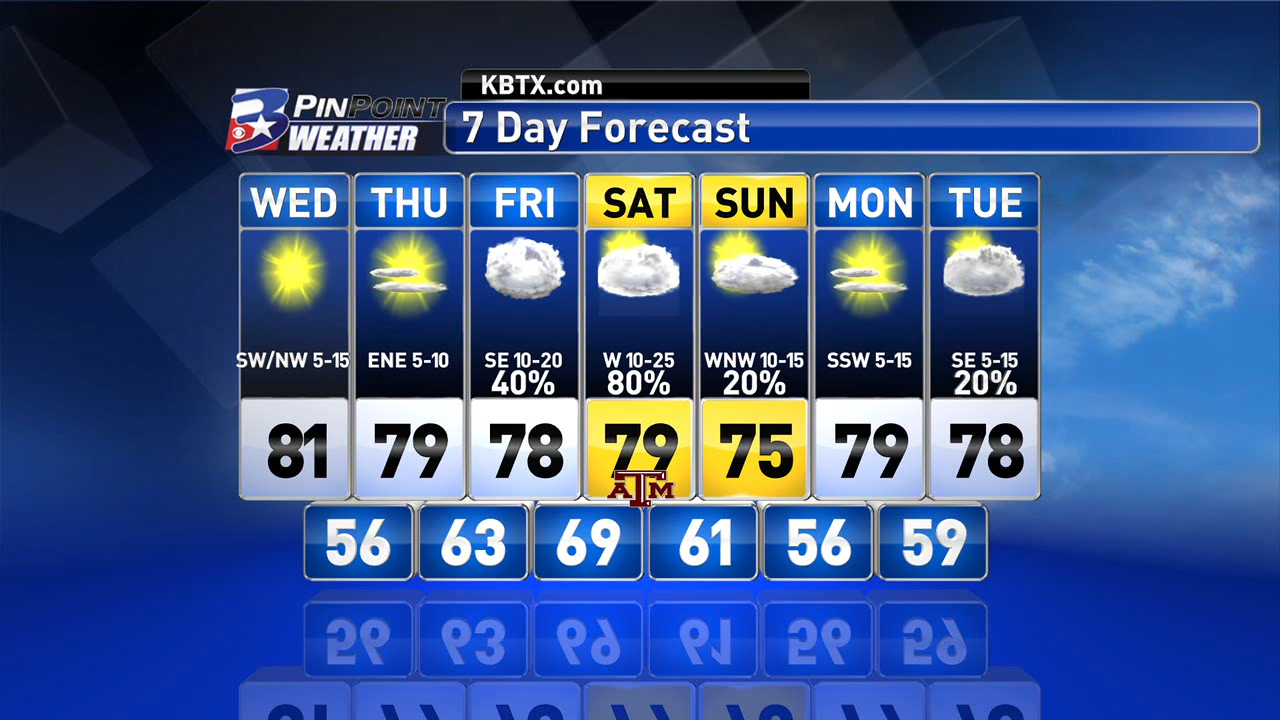 KBTX.com
3 PINPOINT
WEATHER
7 Day Forecast
WED THU FRI SAT SUN MON TUE
SW/NW 5-15 ENE 5-10 SE 10-20 W 10-25 WNW 10-15 SSW 5-15 SE 5-15
40% 80% 20% 20%
81 79 78 79 75 79 78
ATM
56 63 69 61 56 59